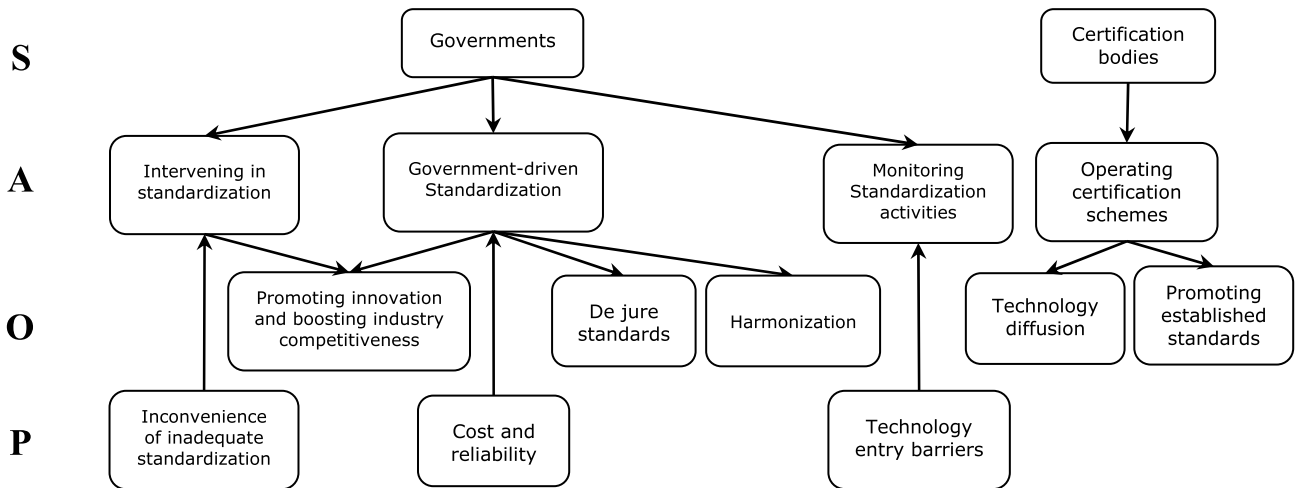 S
Governments
Certification
bodies
A
Intervening in
standardization
Government-driven
Standardization
Monitoring
Standardization
activities
Operating
certification
schemes
O
Promoting innovation
and boosting industry
competitiveness
De jure
standards
Harmonization
Technology
diffusion
Promoting
established
standards
P
Inconvenience
of inadequate
standardization
Cost and
reliability
Technology
entry barriers